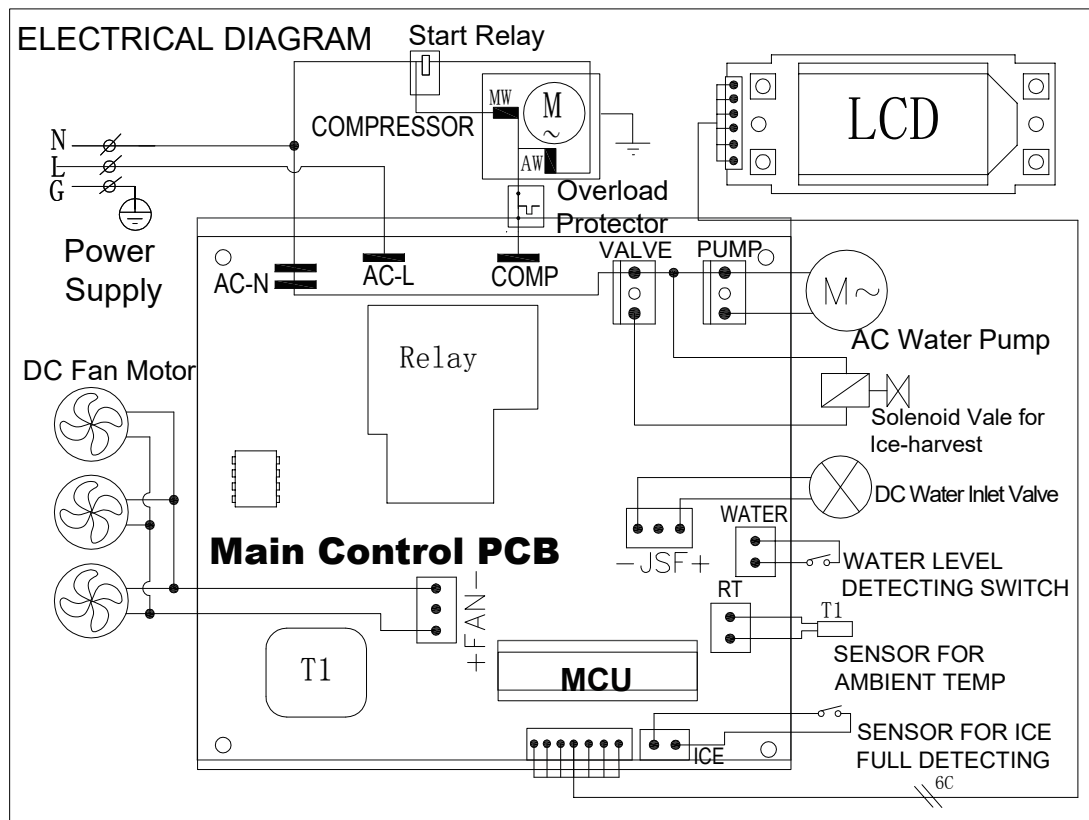 ELECTRICAL DIAGRAM
Start Relay
MW
M
~
COMPRESSOR
AW
LCD
N
L
G
Overload
Protector
Power
Supply
AC-N
AC-L
COMP
VALVE
PUMP
M~
AC Water Pump
Relay
DC Fan Motor
Solenoid Vale for
Ice-harvest
DC Water Inlet Valve
Main Control PCB
-JSF+
WATER
WATER LEVEL
DETECTING SWITCH
RT
T1
SENSOR FOR
AMBIENT TEMP
+FAN-
T1
MCU
ICE
SENSOR FOR ICE
FULL DETECTING
6C